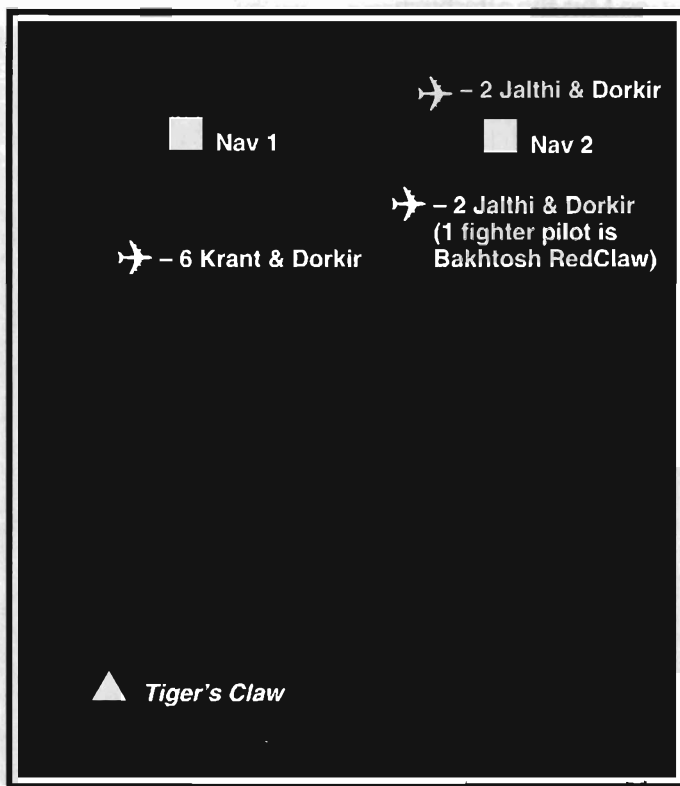 – 2 Jalthi & Dorkir
Nav 1
Nav 2
– 2 Jalthi & Dorkir
(1 fighter pilot is
Bakhtosh RedClaw)
– 6 Krant & Dorkir
Tiger's Claw